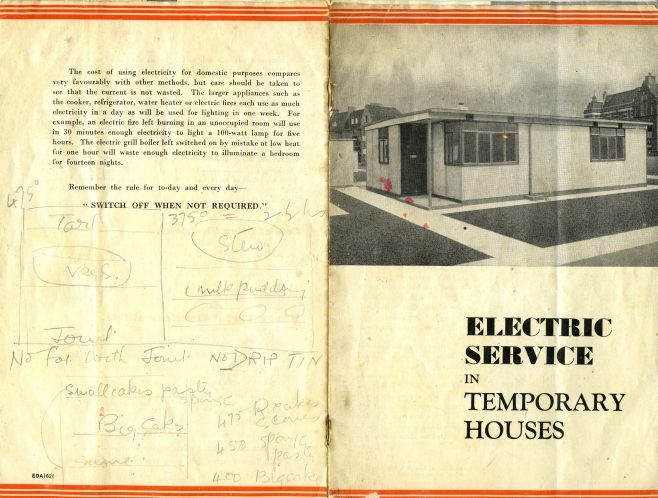 The cost of using electricity for domestic purposes compares
very favourably with other methods, but care should be taken to
see that the current is not wasted. The larger appliances such as
the cooker, refrigerator, water heater or electric fires each use as much
electricity in a day as will be used for lighting in one week. For
example, an electric fire left burning in an unoccupied room will use
in 30 minutes enough electricity to light a 100-watt lamp for five
hours. The electric grill boiler left switched on by mistake at low heat
for one hour will waste enough electricity to illuminate a bedroom
for fourteen nights.
Remember the rule for to-day and every day—
"SWITCH OFF WHEN NOT REQUIRED."
475°
Tart
Vegs.
Joint
375° =
Stew
milk pudding
No Fat with Joint NO DRIP TIN
small cakes pasty
sponge
Big Cake
475
Scones
450 sponge
pastry
400 Big cake
EDA1621
ELECTRIC
SERVICE
IN
TEMPORARY
HOUSES